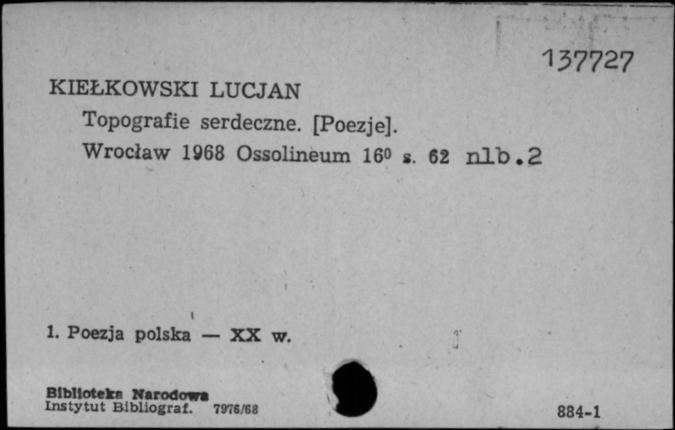 137727
KIEŁKOWSKI LUCJAN
Topografie serdeczne. [Poezje].
Wrocław 1968 Ossolineum 16⁰ s. 62 nlb.2
1. Poezja polska — XX w.
Biblioteka Narodowa
Instytut Bibliograf. 7976/68
884-1